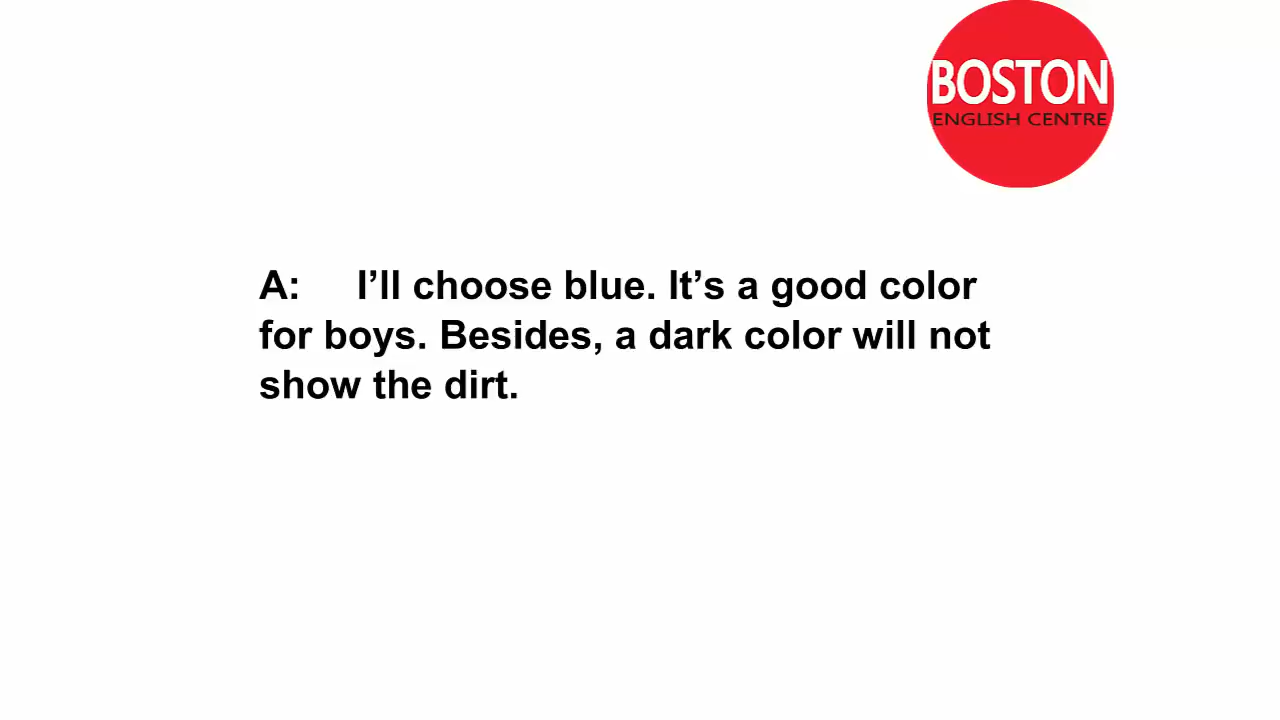 BOSTON
ENGLISH CENTRE
A: I’ll choose blue. It’s a good color
for boys. Besides, a dark color will not
show the dirt.